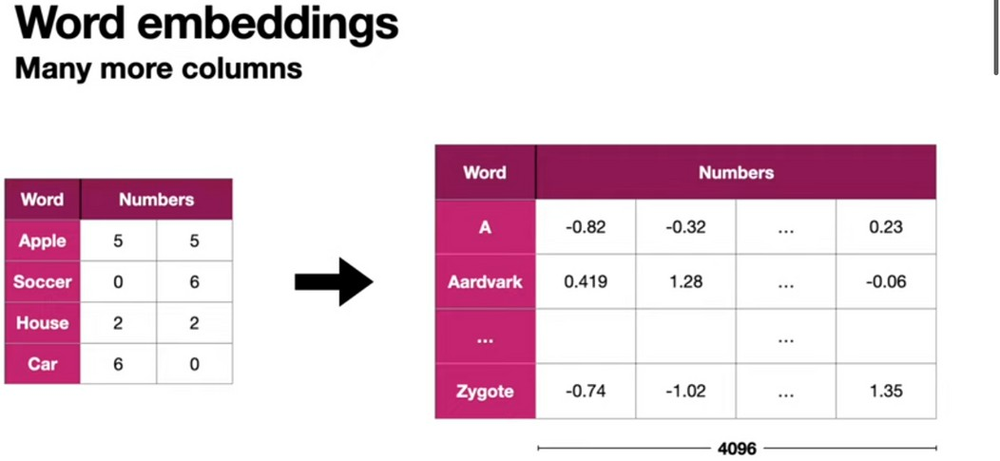 Word embeddings
Many more columns
Word Numbers
Apple 5 5
Soccer 0 6
House 2 2
Car 6 0
Word Numbers
A -0.82 -0.32 ... 0.23
Aardvark 0.419 1.28 ... -0.06
... ...
Zygote -0.74 -1.02 ... 1.35
4096